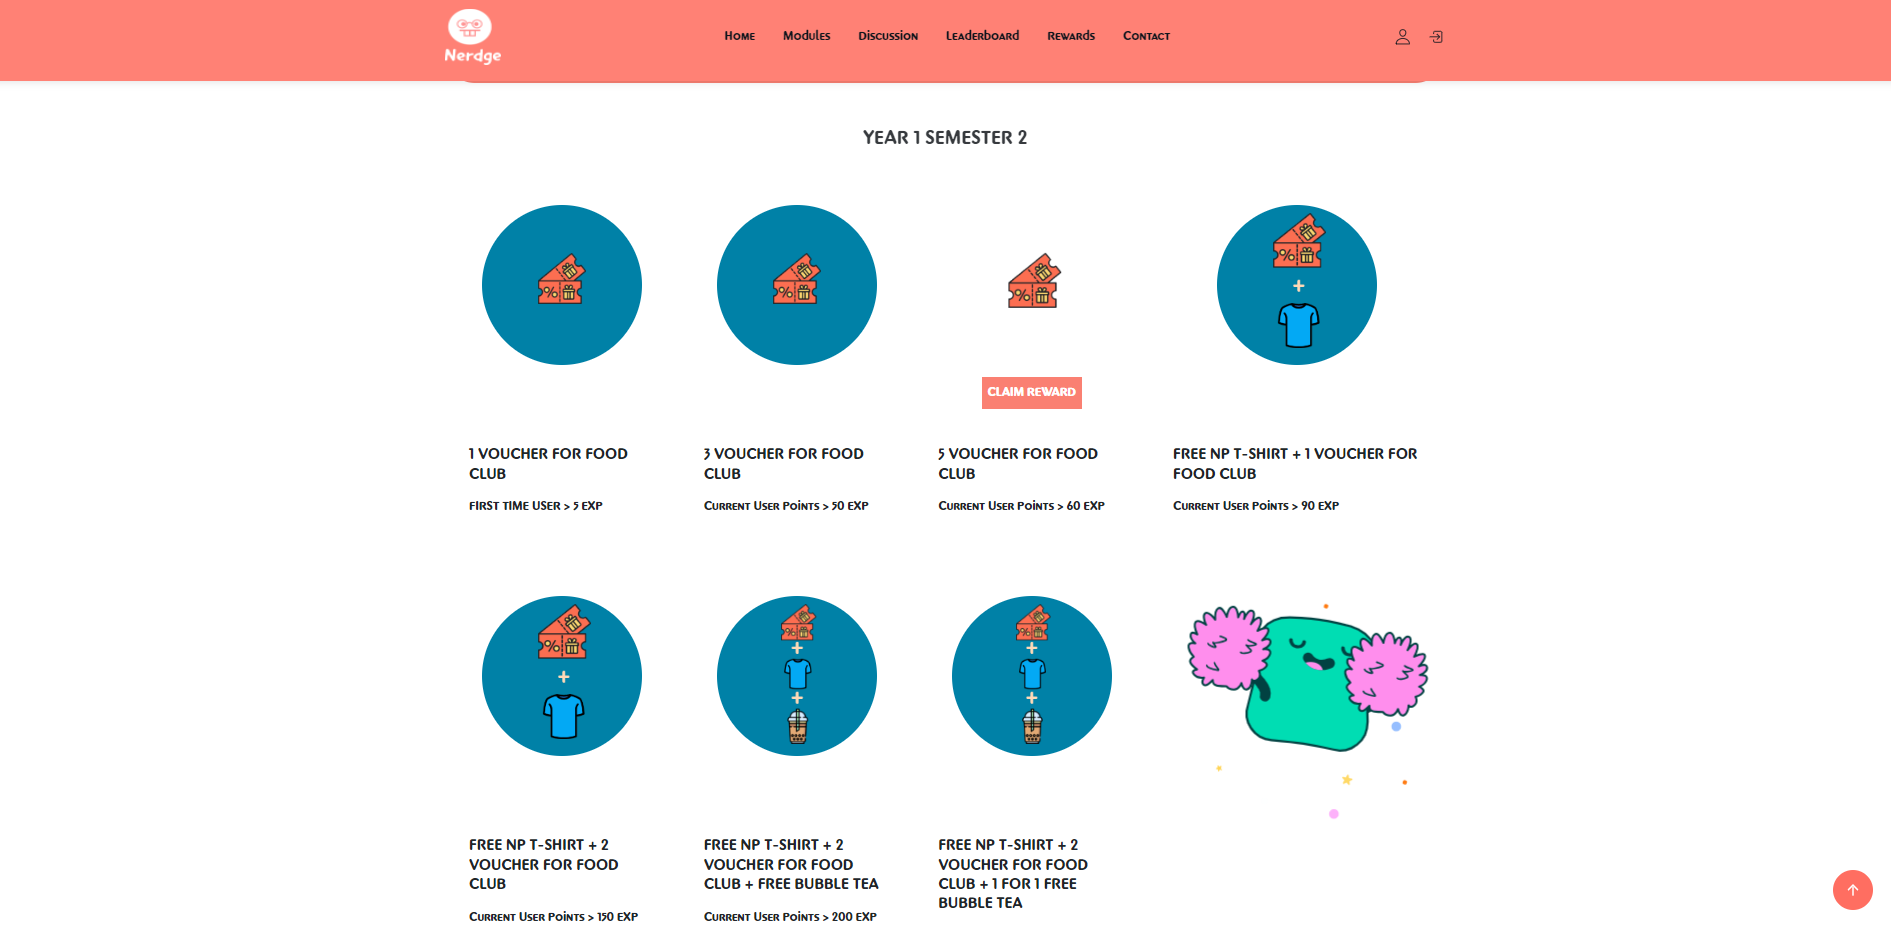 Nerdge
Home Modules Discussion Leaderboard Rewards Contact
YEAR 1 SEMESTER 2
CLAIM REWARD
1 VOUCHER FOR FOOD
CLUB
FIRST TIME USER > 5 EXP
3 VOUCHER FOR FOOD
CLUB
Current User Points > 50 EXP
5 VOUCHER FOR FOOD
CLUB
Current User Points > 60 EXP
FREE NP T-SHIRT + 1 VOUCHER FOR
FOOD CLUB
Current User Points > 90 EXP
FREE NP T-SHIRT + 2
VOUCHER FOR FOOD
CLUB
Current User Points > 150 EXP
FREE NP T-SHIRT + 2
VOUCHER FOR FOOD
CLUB + FREE BUBBLE TEA
Current User Points > 200 EXP
FREE NP T-SHIRT + 2
VOUCHER FOR FOOD
CLUB + 1 FOR 1 FREE
BUBBLE TEA